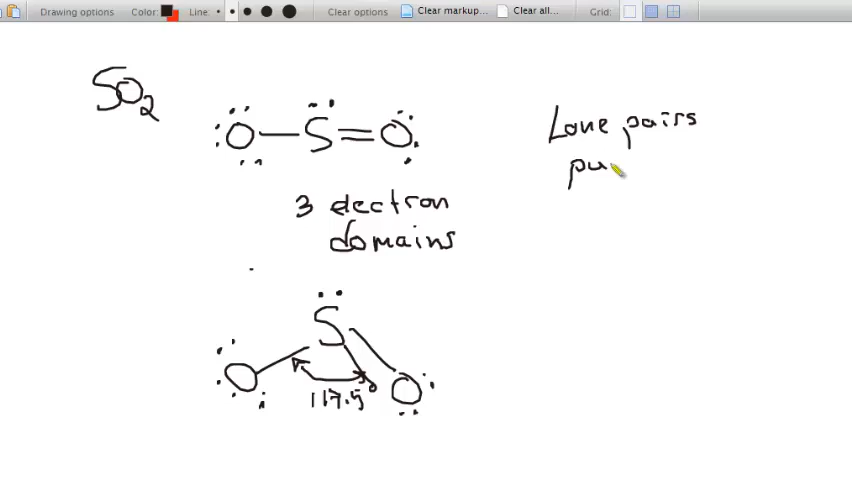 Drawing options Color: Line: Clear options Clear markup... Clear all... Grid:
SO2
O S O
Lone pairs
pu
3 electron
domains
S
O O
117.5°